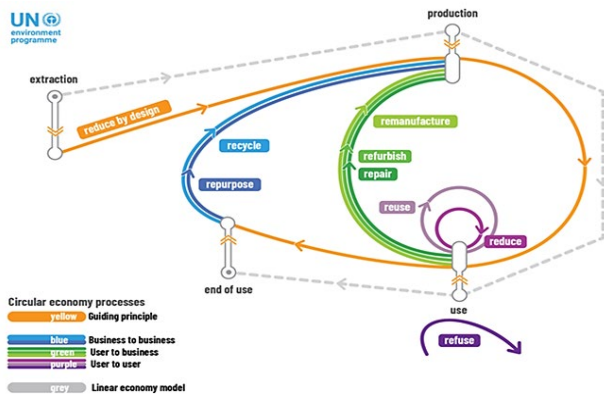 UN
environment
programme
production
extraction
reduce by design
remanufacture
recycle
refurbish
repair
repurpose
reuse
reduce
end of use
use
refuse
Circular economy processes
yellow Guiding principle
blue Business to business
green User to business
purple User to user
grey Linear economy model